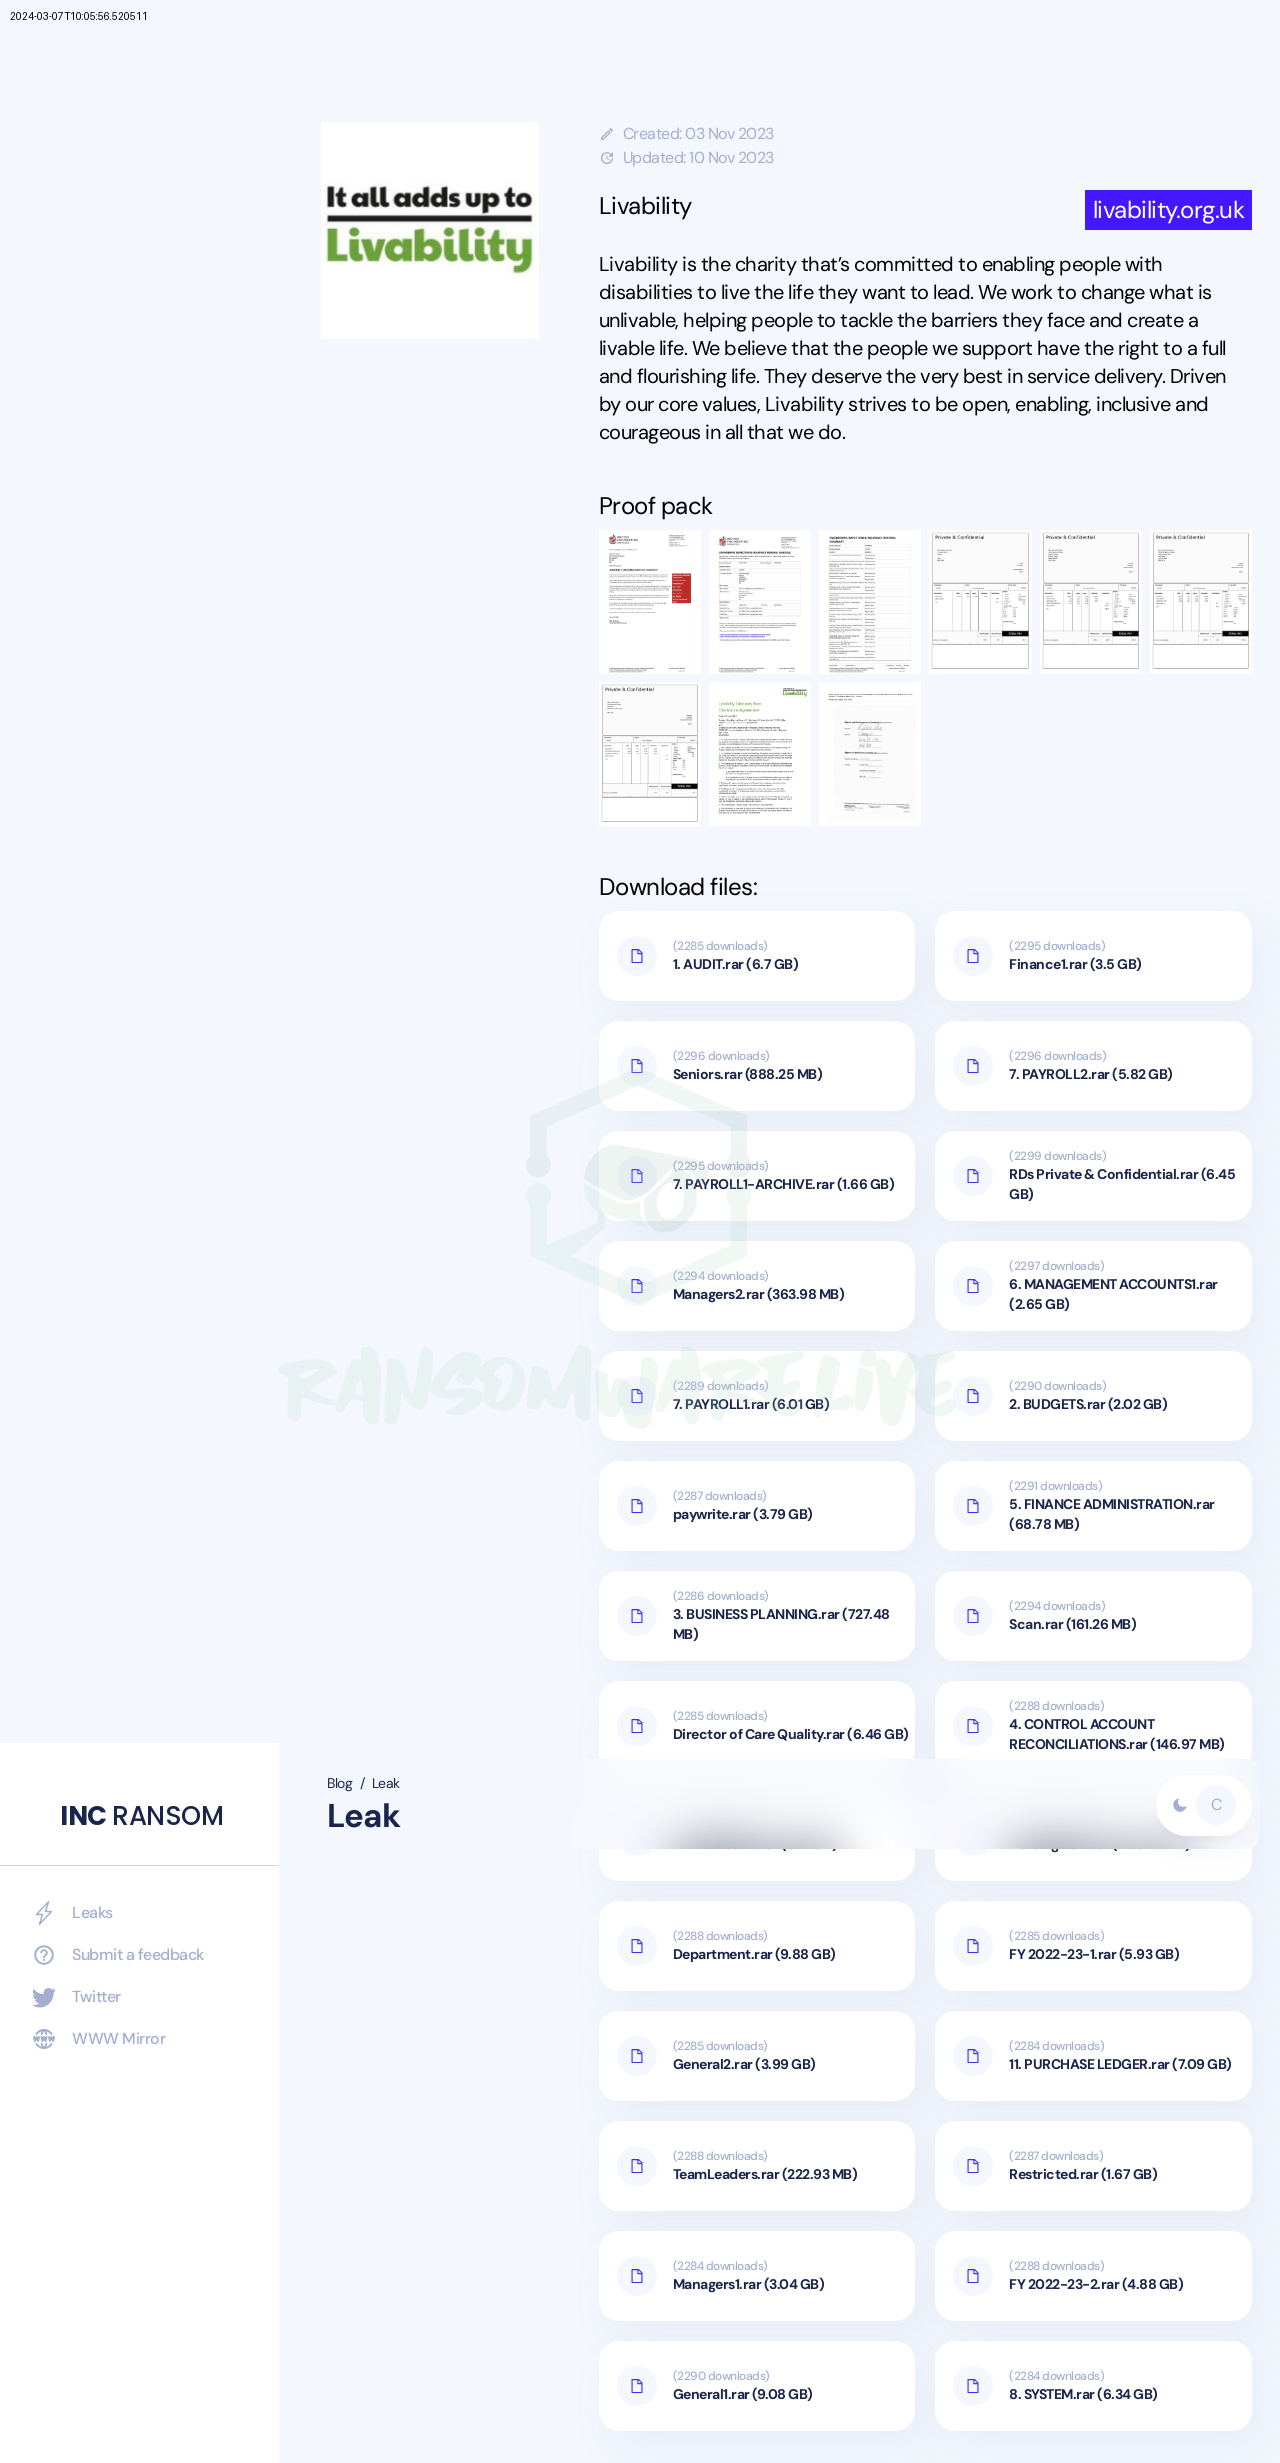 2024-03-07T10:05:56.520511
Created: 03 Nov 2023
Updated: 10 Nov 2023
It all adds up to
Livability
Livability
livability.org.uk
Livability is the charity that’s committed to enabling people with
disabilities to live the life they want to lead. We work to change what is
unlivable, helping people to tackle the barriers they face and create a
livable life. We believe that the people we support have the right to a full
and flourishing life. They deserve the very best in service delivery. Driven
by our core values, Livability strives to be open, enabling, inclusive and
courageous in all that we do.
Proof pack
Private & Confidential
Private & Confidential
Private & Confidential
Private & Confidential
Livability
Download files:
(2285 downloads)
1. AUDIT.rar (6.7 GB)
(2295 downloads)
Finance1.rar (3.5 GB)
(2296 downloads)
Seniors.rar (888.25 MB)
(2296 downloads)
7. PAYROLL2.rar (5.82 GB)
(2295 downloads)
7. PAYROLL1-ARCHIVE.rar (1.66 GB)
(2299 downloads)
RDs Private & Confidential.rar (6.45
GB)
(2294 downloads)
Managers2.rar (363.98 MB)
(2297 downloads)
6. MANAGEMENT ACCOUNTS1.rar
(2.65 GB)
RANSOMWARE.LIVE
(2289 downloads)
7. PAYROLL1.rar (6.01 GB)
(2290 downloads)
2. BUDGETS.rar (2.02 GB)
(2287 downloads)
paywrite.rar (3.79 GB)
(2291 downloads)
5. FINANCE ADMINISTRATION.rar
(68.78 MB)
(2286 downloads)
3. BUSINESS PLANNING.rar (727.48
MB)
(2294 downloads)
Scan.rar (161.26 MB)
(2285 downloads)
Director of Care Quality.rar (6.46 GB)
(2288 downloads)
4. CONTROL ACCOUNT
RECONCILIATIONS.rar (146.97 MB)
INC RANSOM
Blog / Leak
Leak
C
Leaks
Submit a feedback
Twitter
WWW Mirror
(2288 downloads)
Department.rar (9.88 GB)
(2285 downloads)
FY 2022-23-1.rar (5.93 GB)
(2285 downloads)
General2.rar (3.99 GB)
(2284 downloads)
11. PURCHASE LEDGER.rar (7.09 GB)
(2288 downloads)
TeamLeaders.rar (222.93 MB)
(2287 downloads)
Restricted.rar (1.67 GB)
(2284 downloads)
Managers1.rar (3.04 GB)
(2288 downloads)
FY 2022-23-2.rar (4.88 GB)
(2290 downloads)
General1.rar (9.08 GB)
(2284 downloads)
8. SYSTEM.rar (6.34 GB)